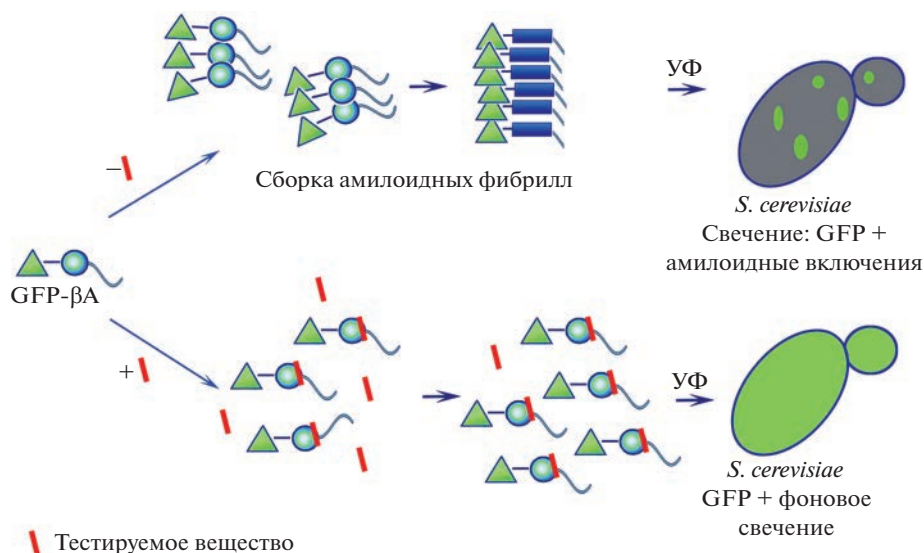 УФ
–
Сборка амилоидных фибрилл
S. cerevisiae
Свечение: GFP +
амилоидные включения
GFP-βA
+
УФ
S. cerevisiae
GFP + фоновое
свечение
Тестируемое вещество